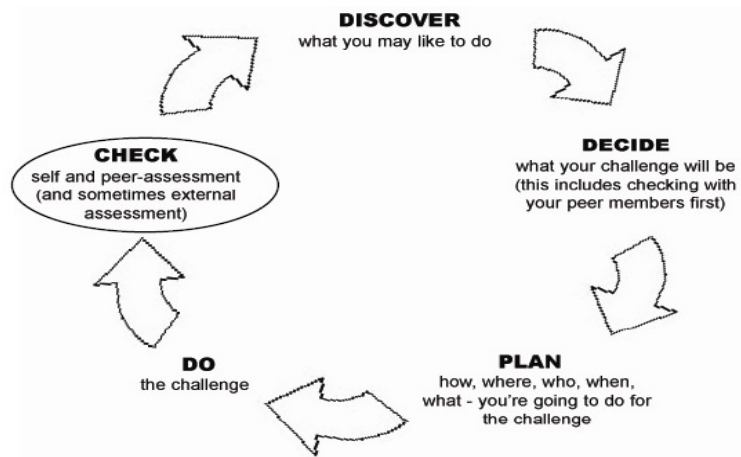 DISCOVER
what you may like to do
DECIDE
what your challenge will be
(this includes checking with
your peer members first)
PLAN
how, where, who, when,
what - you're going to do for
the challenge
DO
the challenge
CHECK
self and peer-assessment
(and sometimes external
assessment)